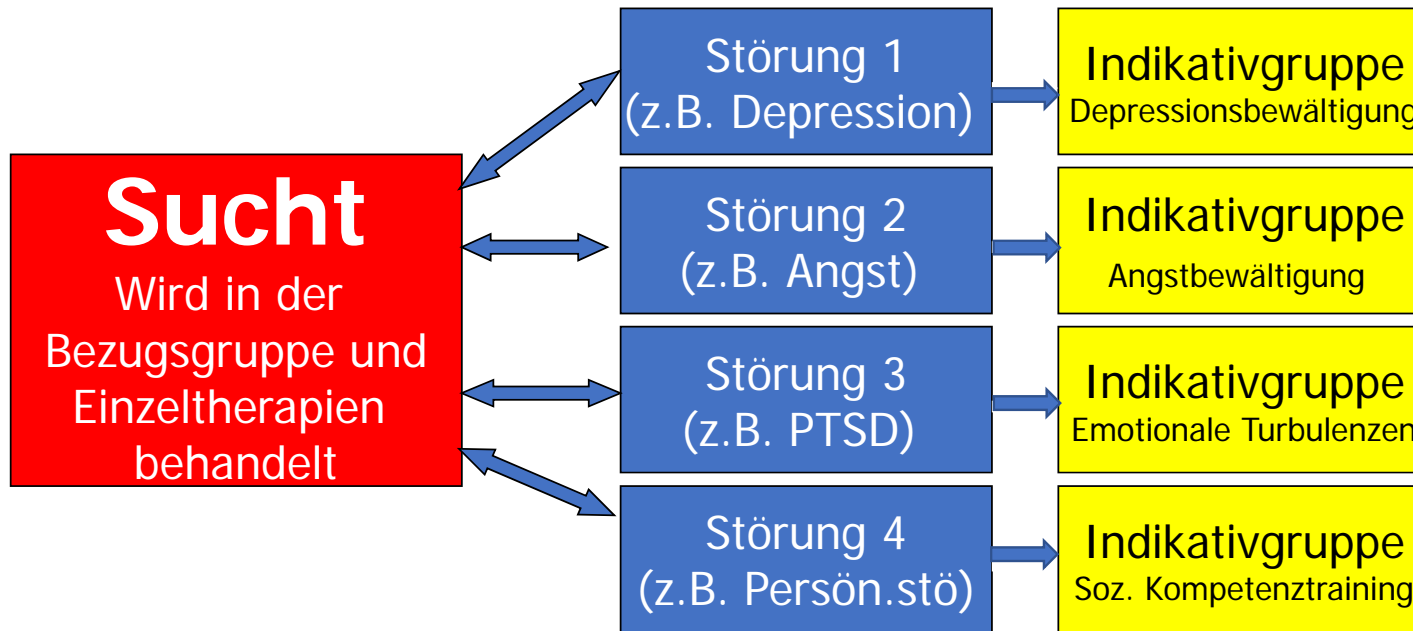 Sucht
Wird in der
Bezugsgruppe und
Einzeltherapien
behandelt
Störung 1
(z.B. Depression)
Indikativgruppe
Depressionsbewältigung
Störung 2
(z.B. Angst)
Indikativgruppe
Angstbewältigung
Störung 3
(z.B. PTSD)
Indikativgruppe
Emotionale Turbulenzen
Störung 4
(z.B. Persön.stö)
Indikativgruppe
Soz. Kompetenztraining